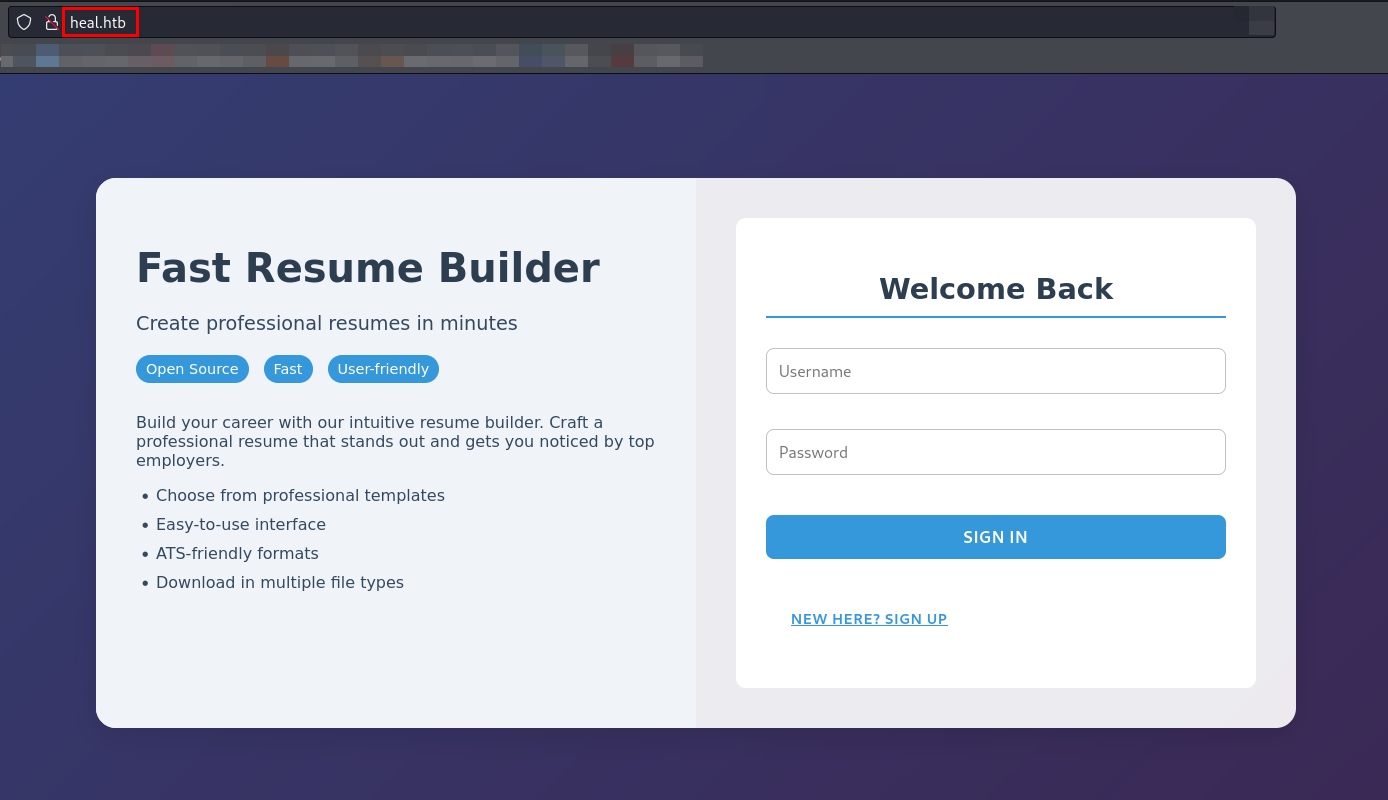 heal.htb
Fast Resume Builder
Create professional resumes in minutes
Open Source Fast User-friendly
Build your career with our intuitive resume builder. Craft a
professional resume that stands out and gets you noticed by top
employers.
• Choose from professional templates
• Easy-to-use interface
• ATS-friendly formats
• Download in multiple file types
Welcome Back
Username
Password
SIGN IN
NEW HERE? SIGN UP